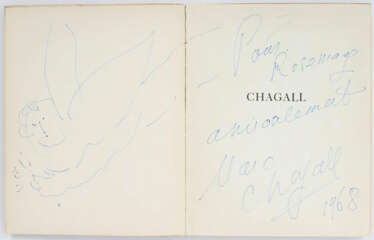 Pour
Rosemary
CHAGALL
amicalement
Marc
Chagall
1968